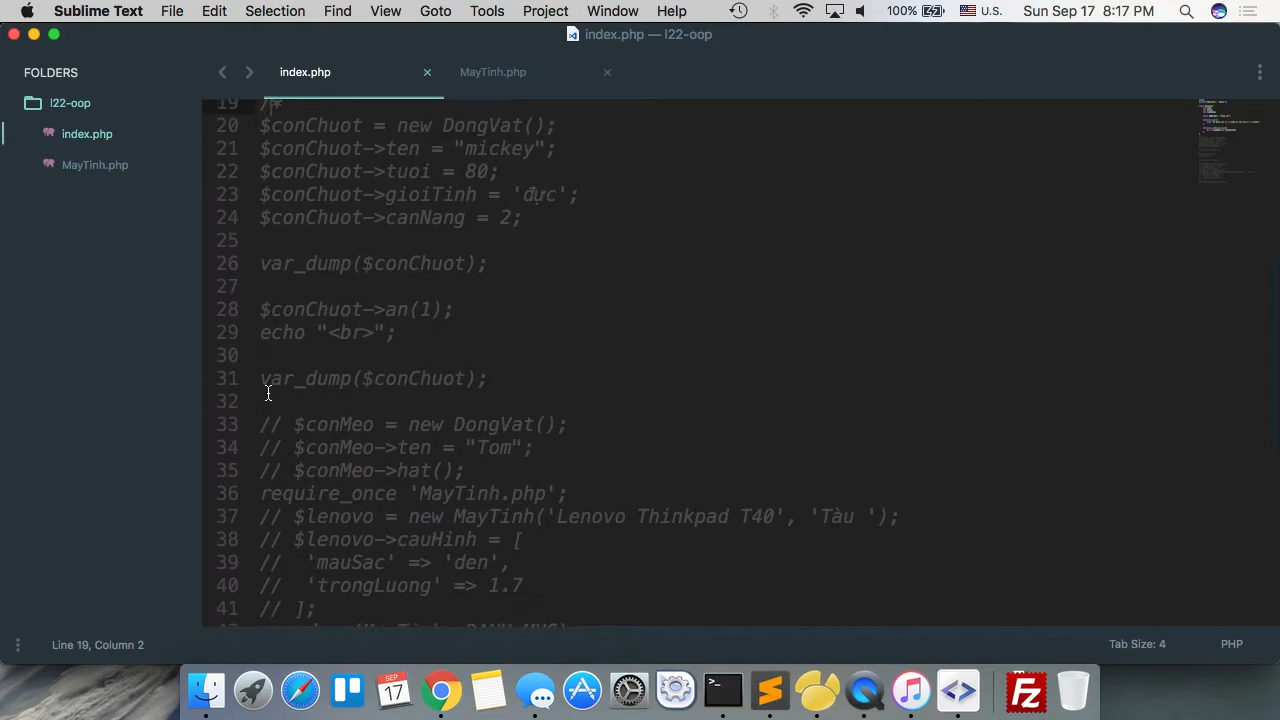 Sublime Text File Edit Selection Find View Goto Tools Project Window Help 100% U.S. Sun Sep 17 8:17 PM
index.php — l22-oop
FOLDERS
l22-oop
index.php
MayTinh.php
index.php MayTinh.php
19 /*
20 $conChuot = new DongVat();
21 $conChuot->ten = "mickey";
22 $conChuot->tuoi = 80;
23 $conChuot->gioiTinh = 'đực';
24 $conChuot->canNang = 2;
25
26 var_dump($conChuot);
27
28 $conChuot->an(1);
29 echo "<br>";
30
31 var_dump($conChuot);
32
33 // $conMeo = new DongVat();
34 // $conMeo->ten = "Tom";
35 // $conMeo->hat();
36 require_once 'MayTinh.php';
37 // $lenovo = new MayTinh('Lenovo Thinkpad T40', 'Tàu ');
38 // $lenovo->cauHinh = [
39 //  'mauSac' => 'den',
40 //  'trongLuong' => 1.7
41 // ];
Line 19, Column 2
Tab Size: 4
PHP
SEP
17
Fz